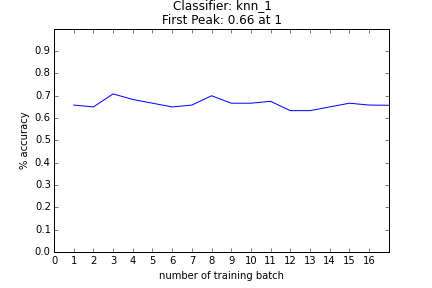 Classifier: knn_1
First Peak: 0.66 at 1
0.9
0.8
0.7
0.6
0.5
0.4
0.3
0.2
0.1
0.0
% accuracy
0 1 2 3 4 5 6 7 8 9 10 11 12 13 14 15 16
number of training batch